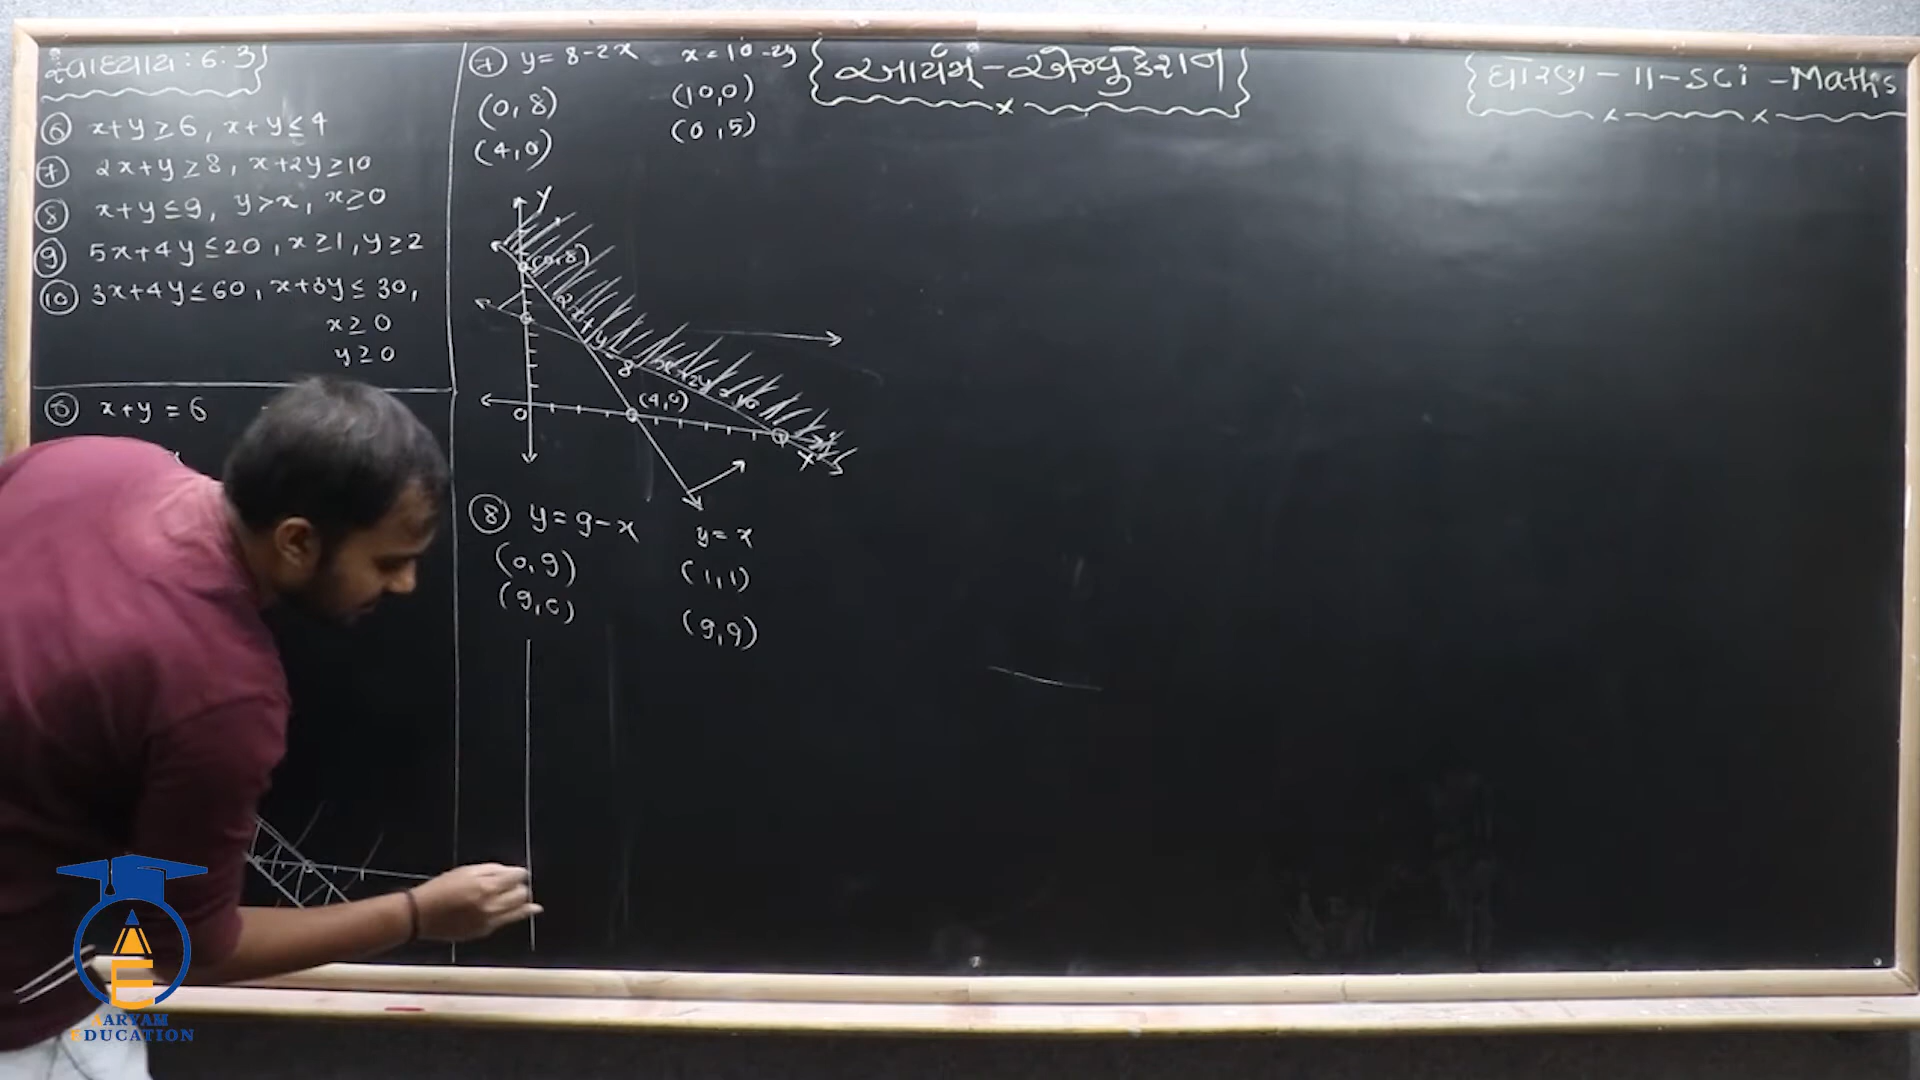 સ્વાધ્યાય : 6.3
⑥ x+y ≥ 6, x+y ≤ 4
⑦ 2x+y ≥ 8, x+2y ≥ 10
⑧ x+y ≤ 9, y > x, x ≥ 0
⑨ 5x+4y ≤ 20, x ≥ 1, y ≥ 2
⑩ 3x+4y ≤ 60, x+3y ≤ 30,
x ≥ 0
y ≥ 0
⑥ x+y = 6
⑦ y = 8-2x x = 10-2y
(0, 8) (10,0)
(4,0) (0,5)
Y
(0,8)
2x+y=8
(4,0)
O
X
⑧ y = 9-x y = x
(0,9) (1,1)
(9,0) (9,9)
આર્યમ્ - એજ્યુકેશન
ધોરણ - 11 - SCi - Maths
AARYAM
EDUCATION